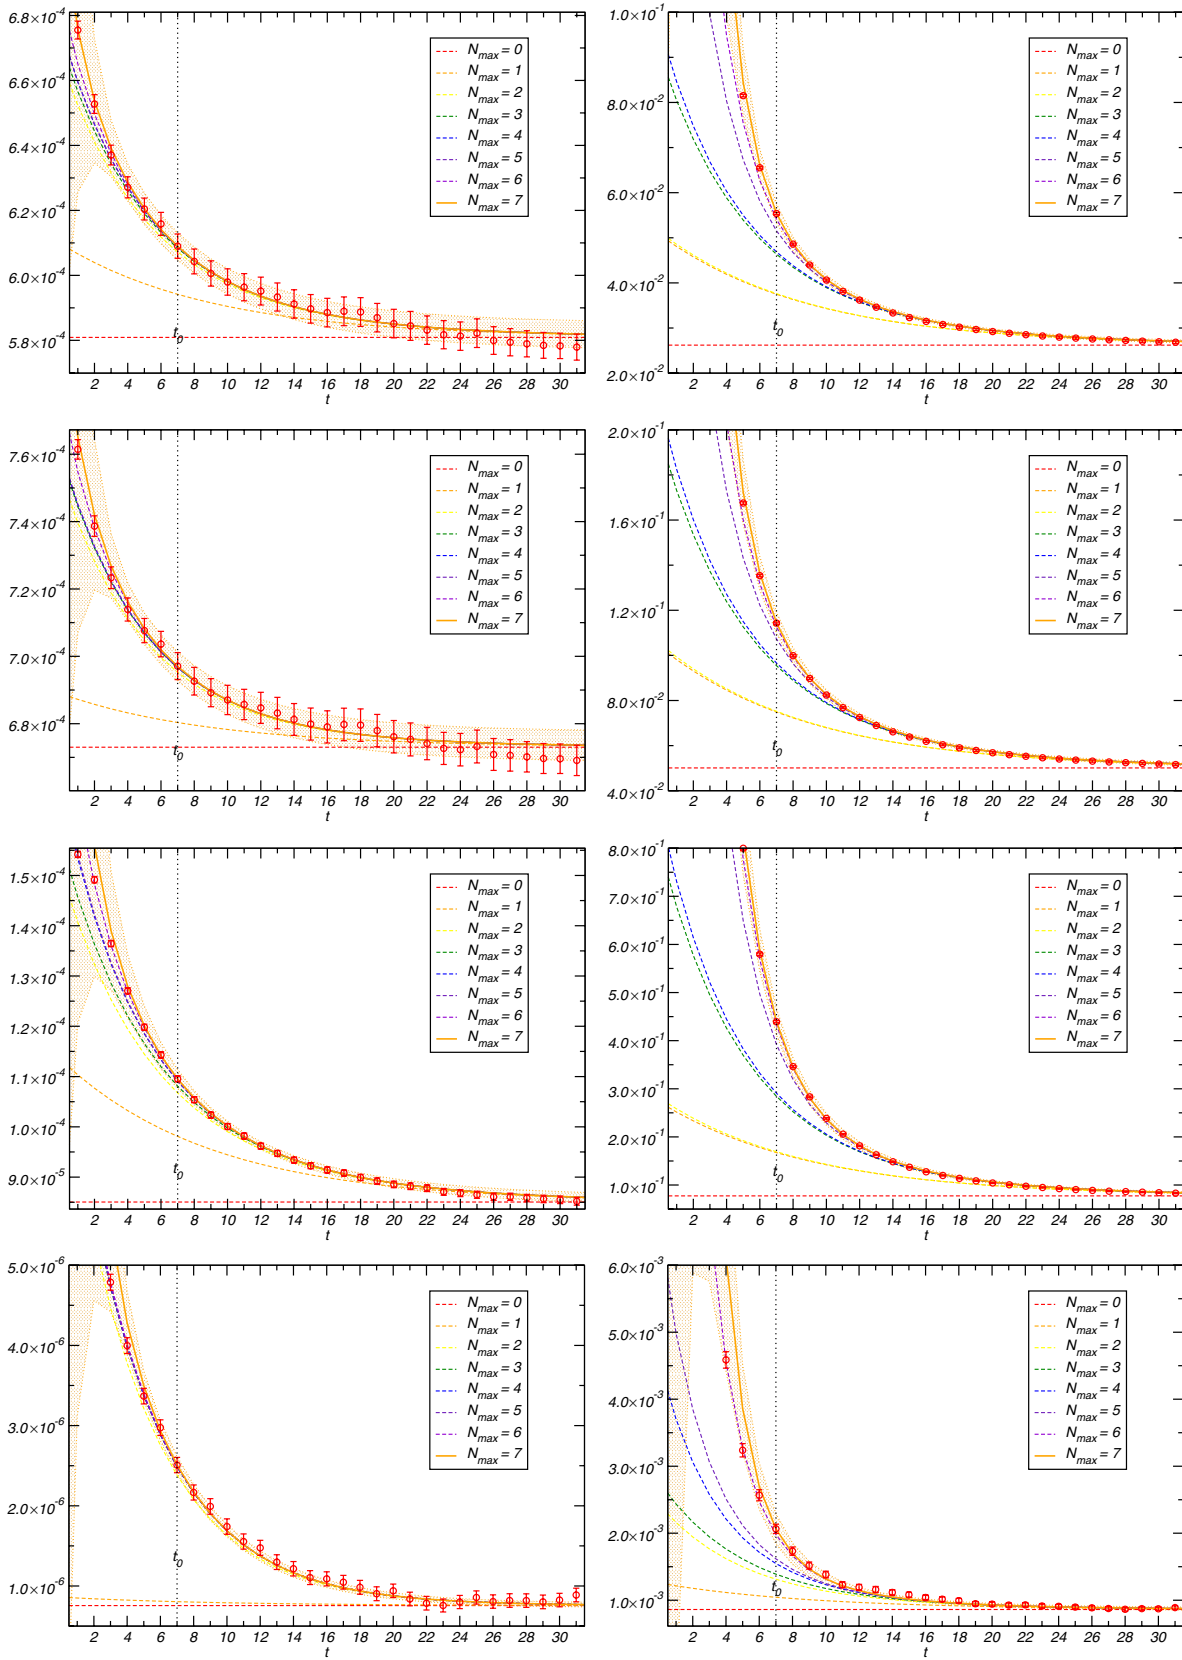 6.8×10⁻⁴
6.6×10⁻⁴
6.4×10⁻⁴
6.2×10⁻⁴
6.0×10⁻⁴
5.8×10⁻⁴
N_max = 0
N_max = 1
N_max = 2
N_max = 3
N_max = 4
N_max = 5
N_max = 6
N_max = 7
t_0
2 4 6 8 10 12 14 16 18 20 22 24 26 28 30
t
1.0×10⁻¹
8.0×10⁻²
6.0×10⁻²
4.0×10⁻²
2.0×10⁻²
N_max = 0
N_max = 1
N_max = 2
N_max = 3
N_max = 4
N_max = 5
N_max = 6
N_max = 7
t_0
2 4 6 8 10 12 14 16 18 20 22 24 26 28 30
t
7.6×10⁻⁴
7.4×10⁻⁴
7.2×10⁻⁴
7.0×10⁻⁴
6.8×10⁻⁴
N_max = 0
N_max = 1
N_max = 2
N_max = 3
N_max = 4
N_max = 5
N_max = 6
N_max = 7
t_0
2 4 6 8 10 12 14 16 18 20 22 24 26 28 30
t
2.0×10⁻¹
1.6×10⁻¹
1.2×10⁻¹
8.0×10⁻²
4.0×10⁻²
N_max = 0
N_max = 1
N_max = 2
N_max = 3
N_max = 4
N_max = 5
N_max = 6
N_max = 7
t_0
2 4 6 8 10 12 14 16 18 20 22 24 26 28 30
t
1.5×10⁻⁴
1.4×10⁻⁴
1.3×10⁻⁴
1.2×10⁻⁴
1.1×10⁻⁴
1.0×10⁻⁴
9.0×10⁻⁵
N_max = 0
N_max = 1
N_max = 2
N_max = 3
N_max = 4
N_max = 5
N_max = 6
N_max = 7
t_0
2 4 6 8 10 12 14 16 18 20 22 24 26 28 30
t
8.0×10⁻¹
7.0×10⁻¹
6.0×10⁻¹
5.0×10⁻¹
4.0×10⁻¹
3.0×10⁻¹
2.0×10⁻¹
1.0×10⁻¹
N_max = 0
N_max = 1
N_max = 2
N_max = 3
N_max = 4
N_max = 5
N_max = 6
N_max = 7
t_0
2 4 6 8 10 12 14 16 18 20 22 24 26 28 30
t
5.0×10⁻⁶
4.0×10⁻⁶
3.0×10⁻⁶
2.0×10⁻⁶
1.0×10⁻⁶
N_max = 0
N_max = 1
N_max = 2
N_max = 3
N_max = 4
N_max = 5
N_max = 6
N_max = 7
t_0
2 4 6 8 10 12 14 16 18 20 22 24 26 28 30
t
6.0×10⁻³
5.0×10⁻³
4.0×10⁻³
3.0×10⁻³
2.0×10⁻³
1.0×10⁻³
N_max = 0
N_max = 1
N_max = 2
N_max = 3
N_max = 4
N_max = 5
N_max = 6
N_max = 7
t_0
2 4 6 8 10 12 14 16 18 20 22 24 26 28 30
t